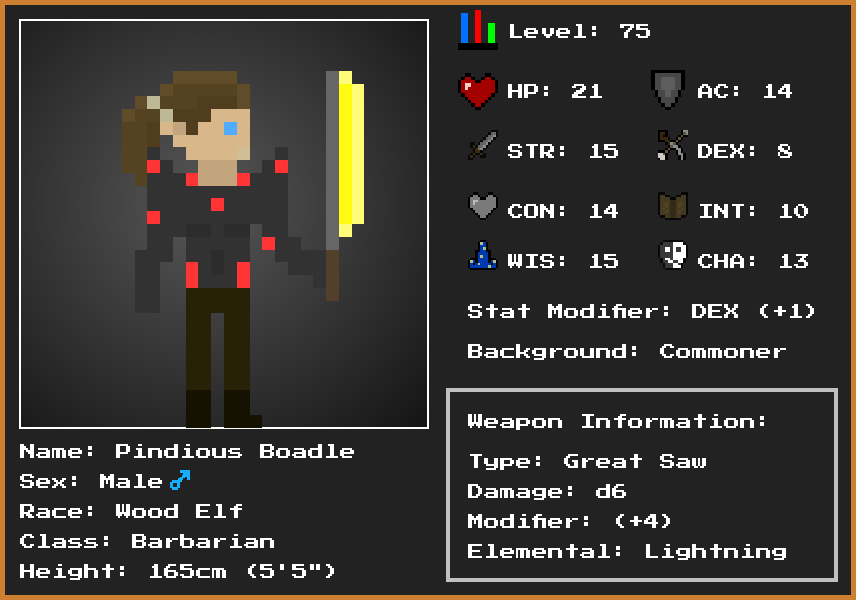 Level: 75
HP: 21 AC: 14
STR: 15 DEX: 8
CON: 14 INT: 10
WIS: 15 CHA: 13
Stat Modifier: DEX (+1)
Background: Commoner
Weapon Information:
Type: Great Saw
Damage: d6
Modifier: (+4)
Elemental: Lightning
Name: Pindious Boadle
Sex: Male♂
Race: Wood Elf
Class: Barbarian
Height: 165cm (5'5")